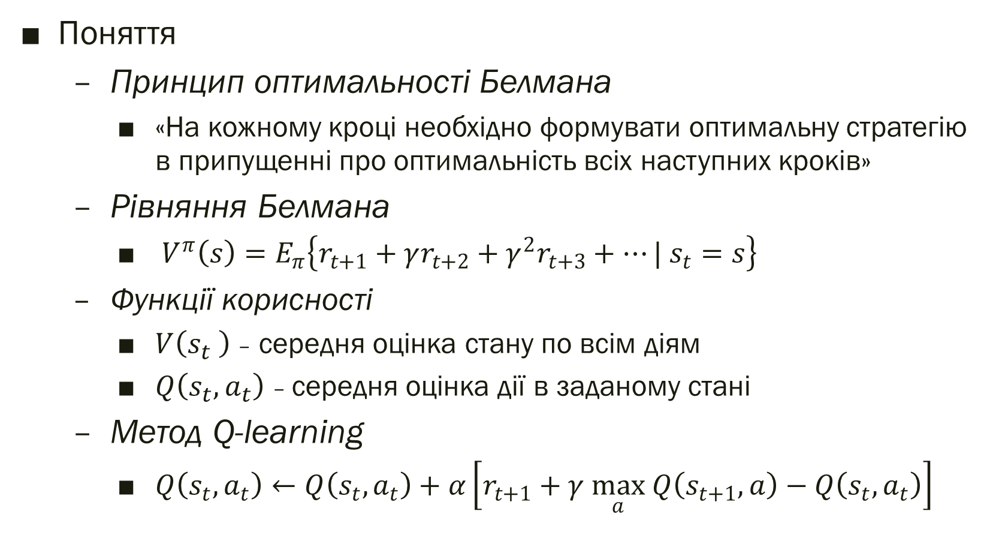 ■ Поняття
– Принцип оптимальності Белмана
■ «На кожному кроці необхідно формувати оптимальну стратегію
в припущенні про оптимальність всіх наступних кроків»
– Рівняння Белмана
■ $V^{\pi}(s) = E_{\pi}\{r_{t+1} + \gamma r_{t+2} + \gamma^2 r_{t+3} + \cdots \mid s_t = s\}$
– Функції корисності
■ $V(s_t)$ – середня оцінка стану по всім діям
■ $Q(s_t, a_t)$ – середня оцінка дії в заданому стані
– Метод Q-learning
■ $Q(s_t, a_t) \leftarrow Q(s_t, a_t) + \alpha \left[ r_{t+1} + \gamma \max_{a} Q(s_{t+1}, a) - Q(s_t, a_t) \right]$